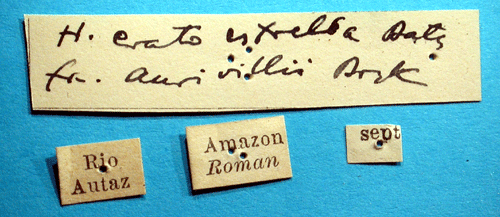 H. erato estrella Bates
fr. Aurivillii Bryk
Rio
Autaz
Amazon
Roman
sept